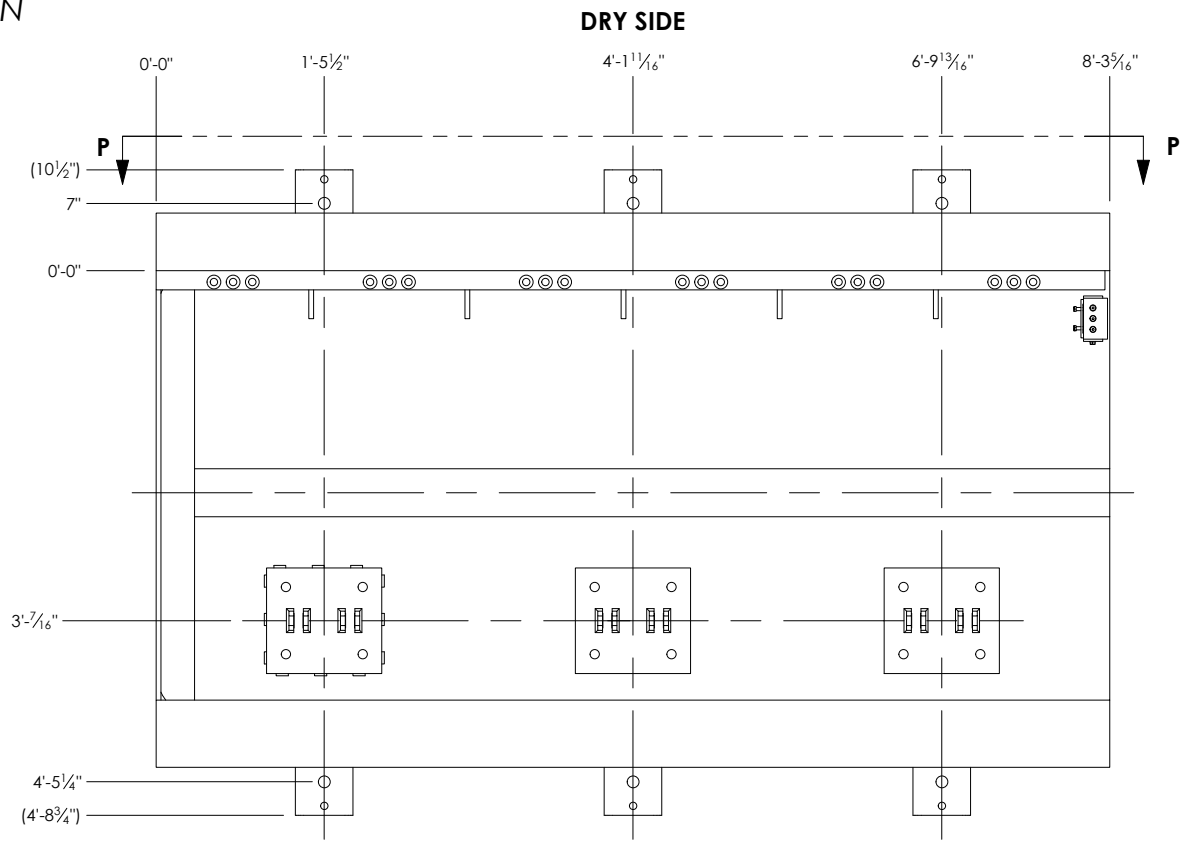 N
DRY SIDE
0'-0" 1'-5½" 4'-1¹¹⁄₁₆" 6'-9¹³⁄₁₆" 8'-3⁵⁄₁₆"
P P
(10½")
7"
0'-0"
3'-⁷⁄₁₆"
4'-5¼"
(4'-8¾")